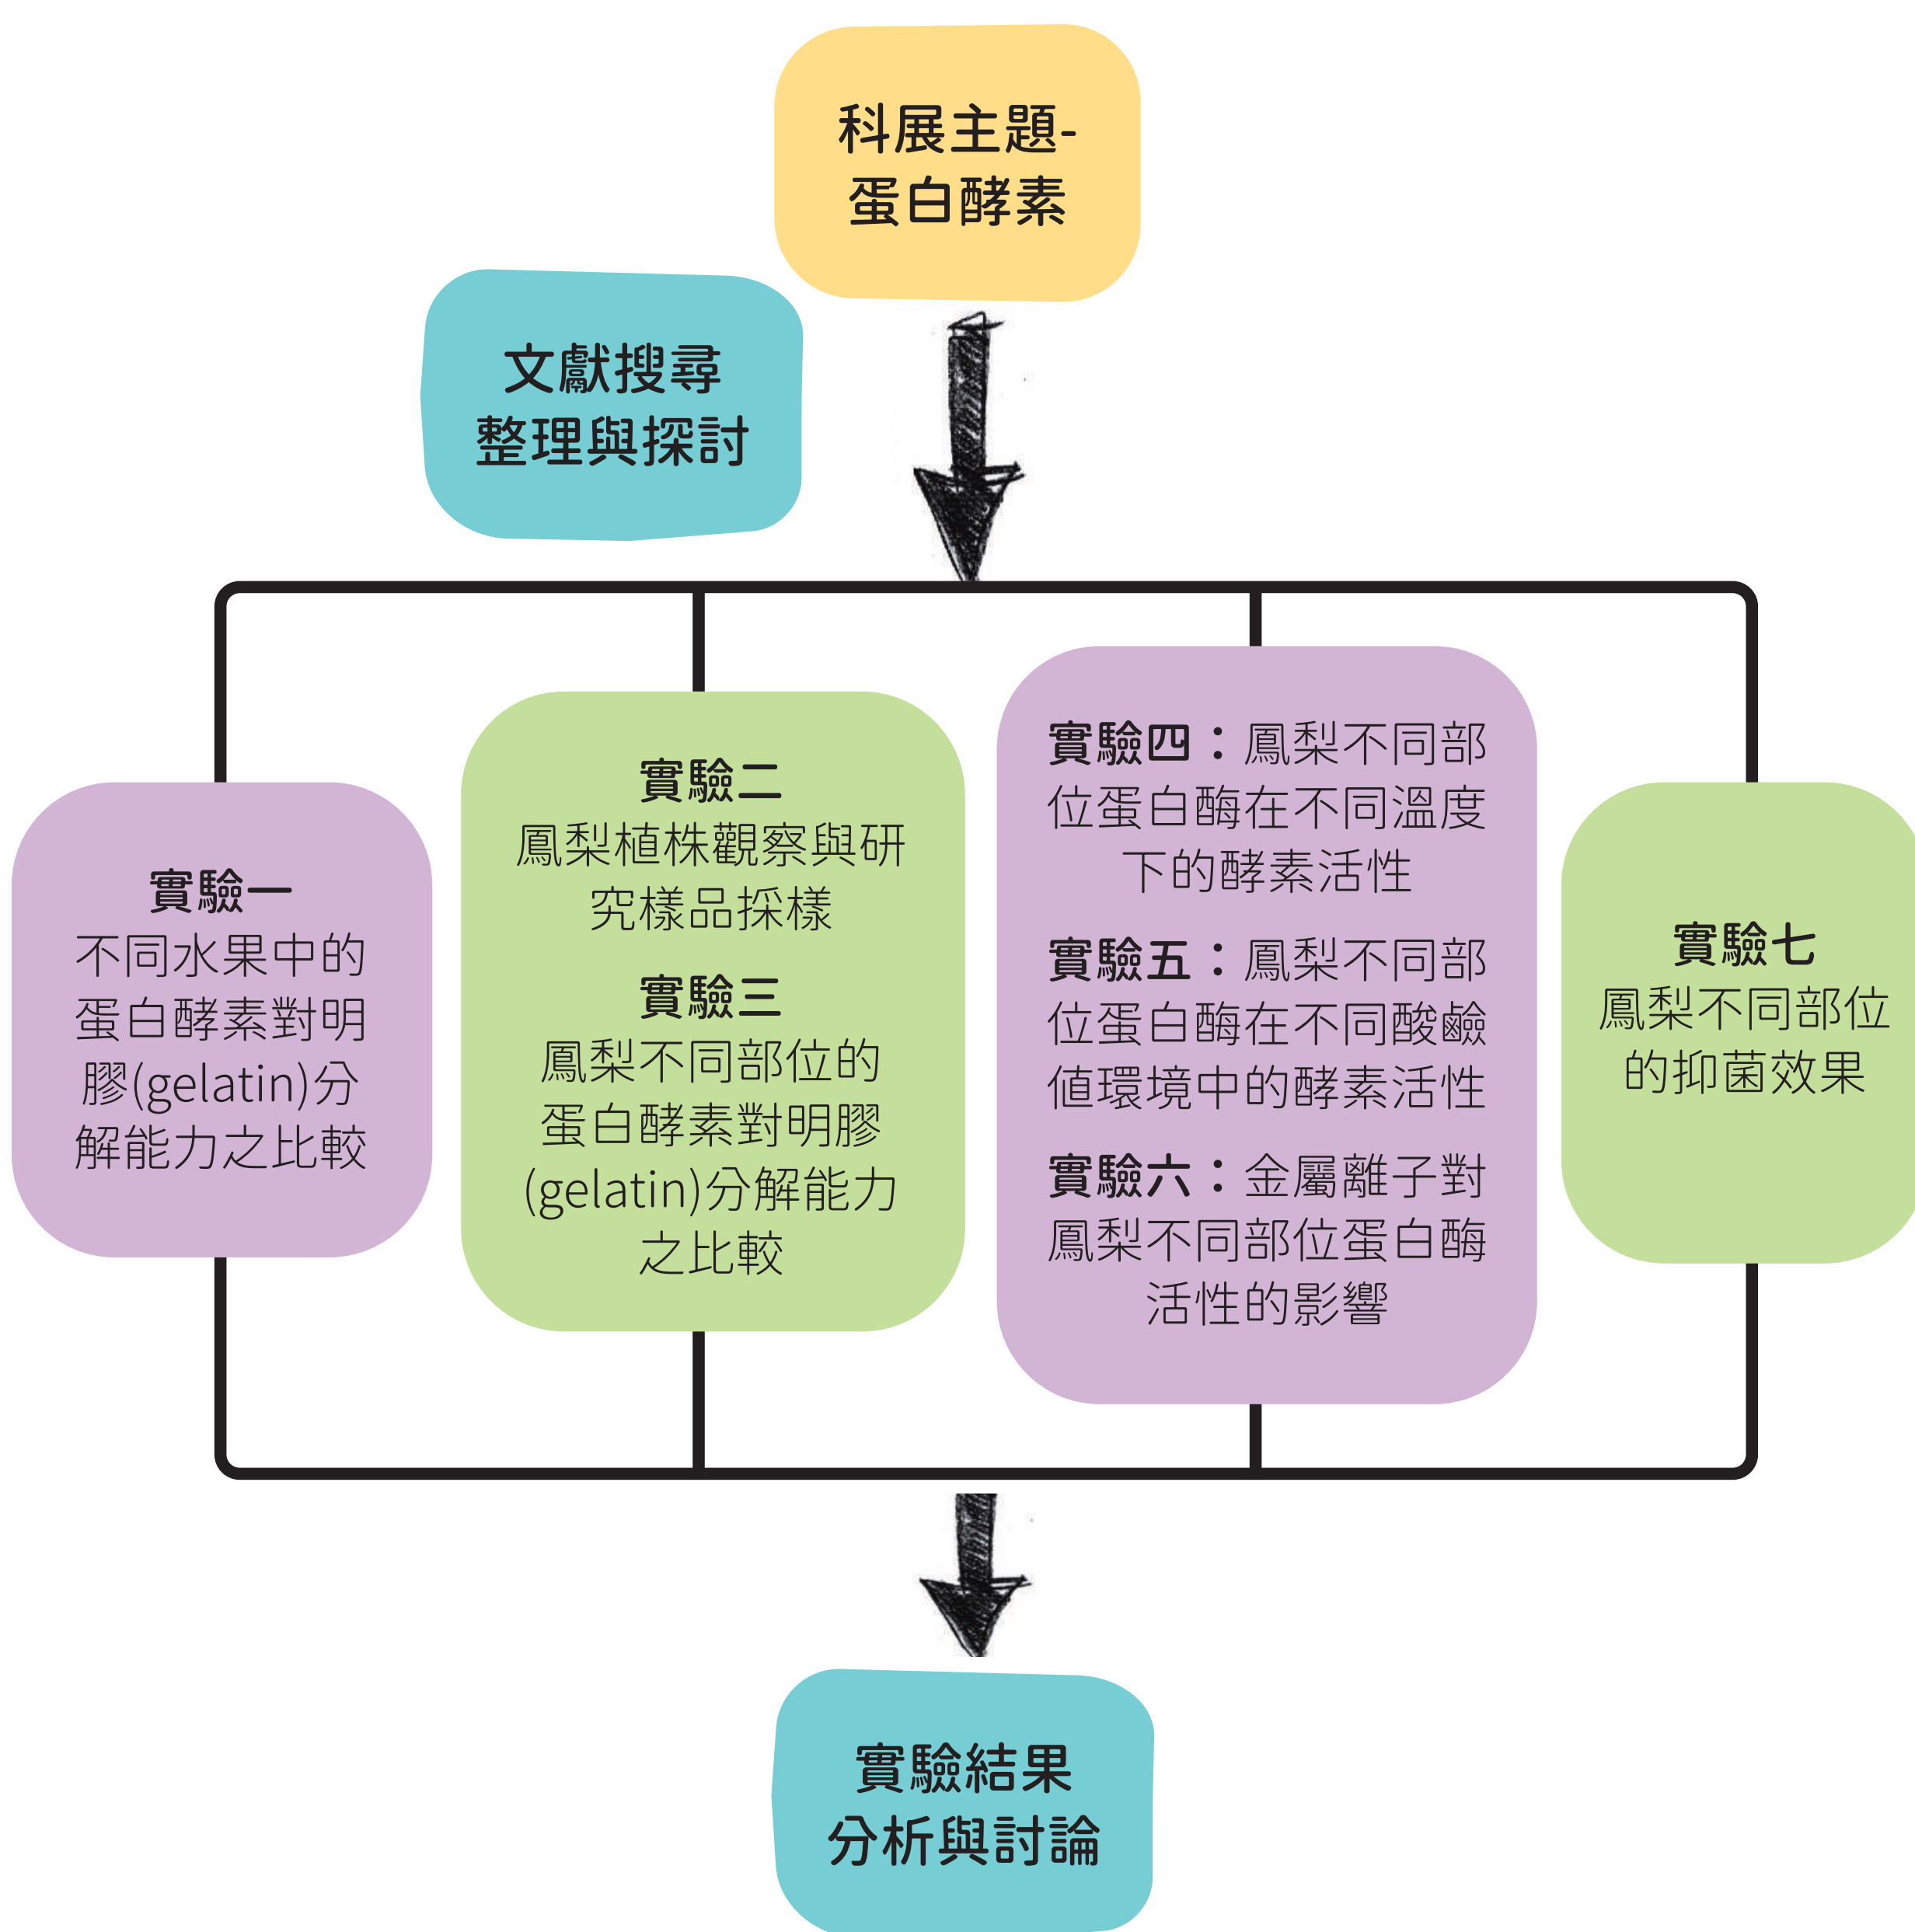 科展主題-
蛋白酵素
文獻搜尋
整理與探討
實驗一
不同水果中的
蛋白酵素對明
膠(gelatin)分
解能力之比較
實驗二
鳳梨植株觀察與研
究樣品採樣
實驗三
鳳梨不同部位的
蛋白酵素對明膠
(gelatin)分解能力
之比較
實驗四：鳳梨不同部
位蛋白酶在不同溫度
下的酵素活性
實驗五：鳳梨不同部
位蛋白酶在不同酸鹼
值環境中的酵素活性
實驗六：金屬離子對
鳳梨不同部位蛋白酶
活性的影響
實驗七
鳳梨不同部位
的抑菌效果
實驗結果
分析與討論